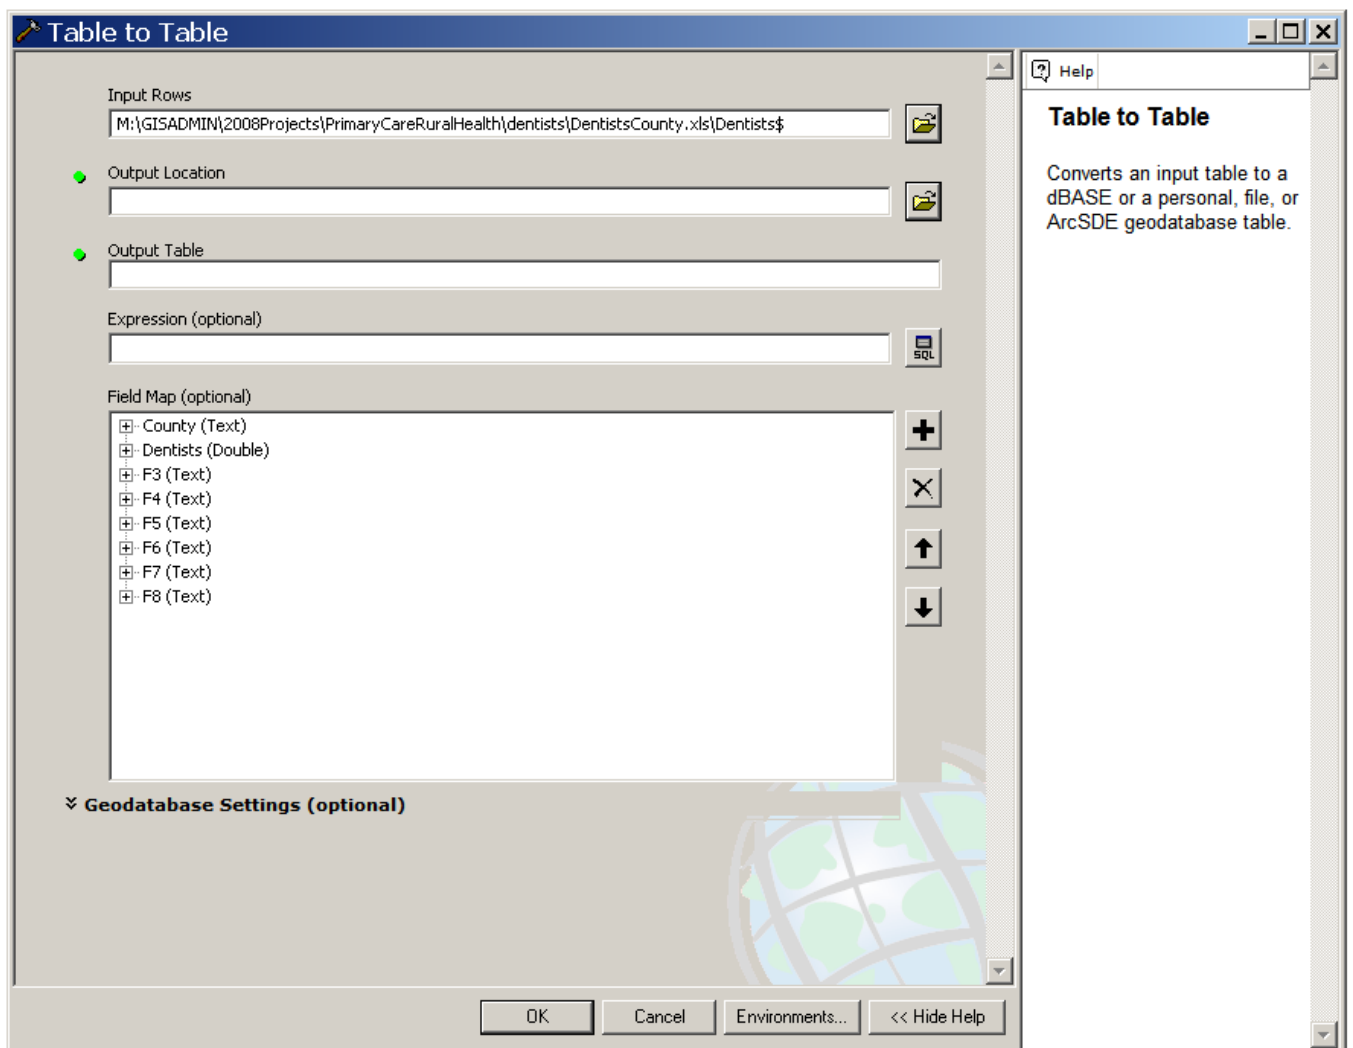 Table to Table
Input Rows
M:\GISADMIN\2008Projects\PrimaryCareRuralHealth\dentists\DentistsCounty.xls\Dentists$
Output Location
Output Table
Expression (optional)
SQL
Field Map (optional)
County (Text)
Dentists (Double)
F3 (Text)
F4 (Text)
F5 (Text)
F6 (Text)
F7 (Text)
F8 (Text)
Geodatabase Settings (optional)
OK
Cancel
Environments...
<< Hide Help
Help
Table to Table
Converts an input table to a
dBASE or a personal, file, or
ArcSDE geodatabase table.